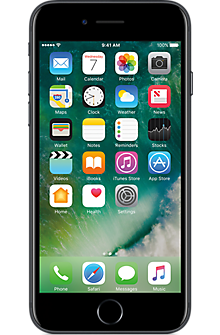 9:41 AM 100%
Mail Calendar Photos Camera
Maps Clock Weather News
Wallet Notes Reminders Stocks
Videos iBooks iTunes Store App Store
Home Health Settings
Phone Safari Messages Music